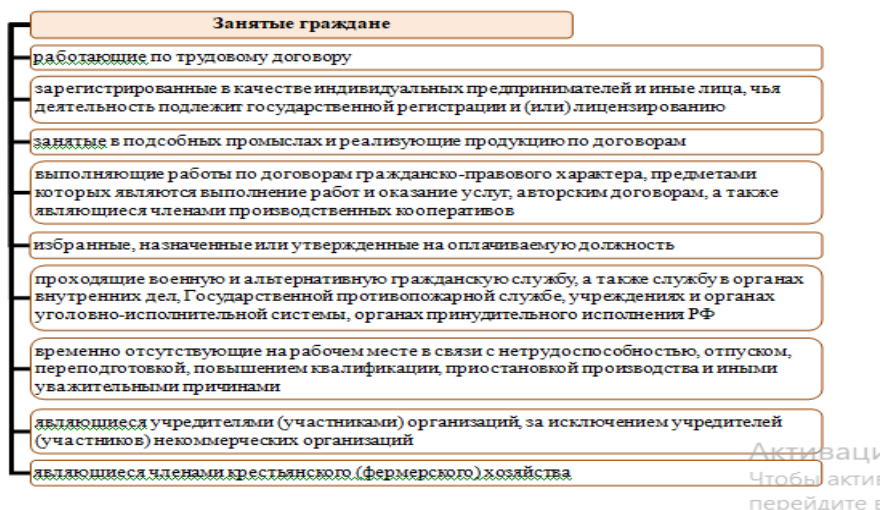 Занятые граждане
работающие по трудовому договору
зарегистрированные в качестве индивидуальных предпринимателей и иные лица, чья
деятельность подлежит государственной регистрации и (или) лицензированию
занятые в подсобных промыслах и реализующие продукцию по договорам
выполняющие работы по договорам гражданско-правового характера, предметами
которых являются выполнение работ и оказание услуг, авторским договорам, а также
являющиеся членами производственных кооперативов
избранные, назначенные или утвержденные на оплачиваемую должность
проходящие военную и альтернативную гражданскую службу, а также службу в органах
внутренних дел, Государственной противопожарной службе, учреждениях и органах
уголовно-исполнительной системы, органах принудительного исполнения РФ
временно отсутствующие на рабочем месте в связи с нетрудоспособностью, отпуском,
переподготовкой, повышением квалификации, приостановкой производства и иными
уважительными причинами
являющиеся учредителями (участниками) организаций, за исключением учредителей
(участников) некоммерческих организаций
являющиеся членами крестьянского (фермерского) хозяйства
Активаци
Чтобы актив
перейдите в